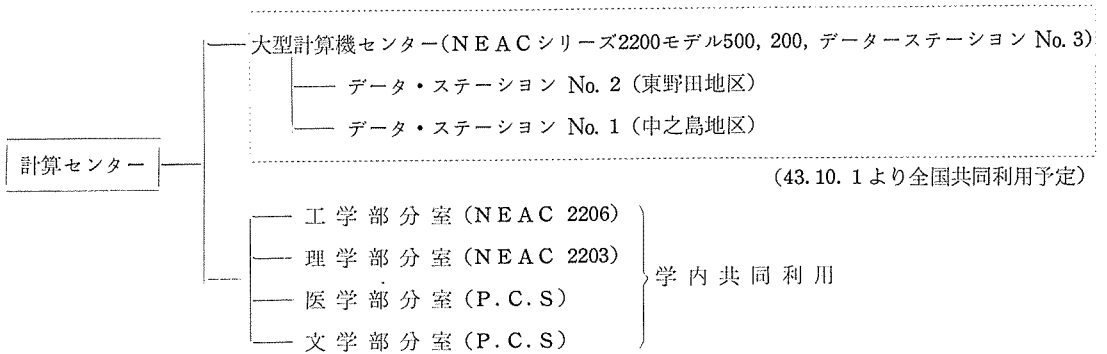 大型計算機センター(NEACシリーズ2200モデル500, 200, データーステーション No. 3)
データ・ステーション No. 2 (東野田地区)
データ・ステーション No. 1 (中之島地区)
計算センター
(43. 10. 1 より全国共同利用予定)
工学部分室 (NEAC 2206)
理学部分室 (NEAC 2203)
学内共同利用
医学部分室 (P.C.S)
文学部分室 (P.C.S)